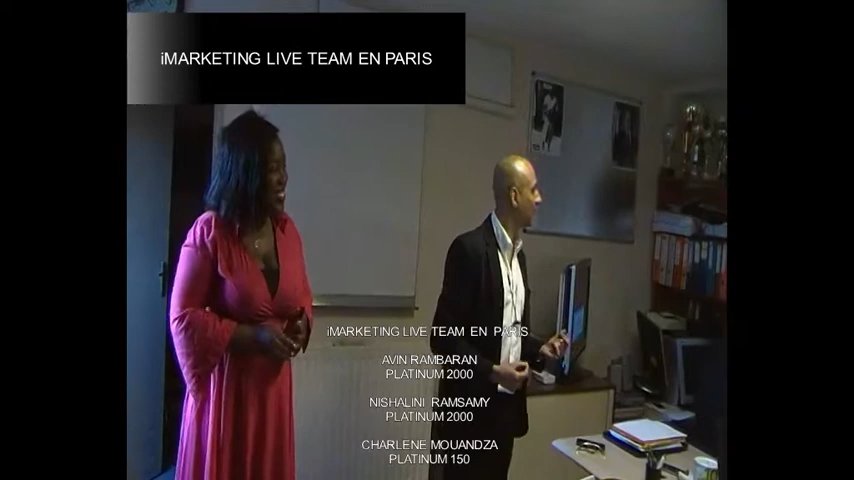 iMARKETING LIVE TEAM EN PARIS
iMARKETING LIVE TEAM EN PARIS
AVIN RAMBARAN
PLATINUM 2000
NISHALINI RAMSAMY
PLATINUM 2000
CHARLENE MOUANDZA
PLATINUM 150